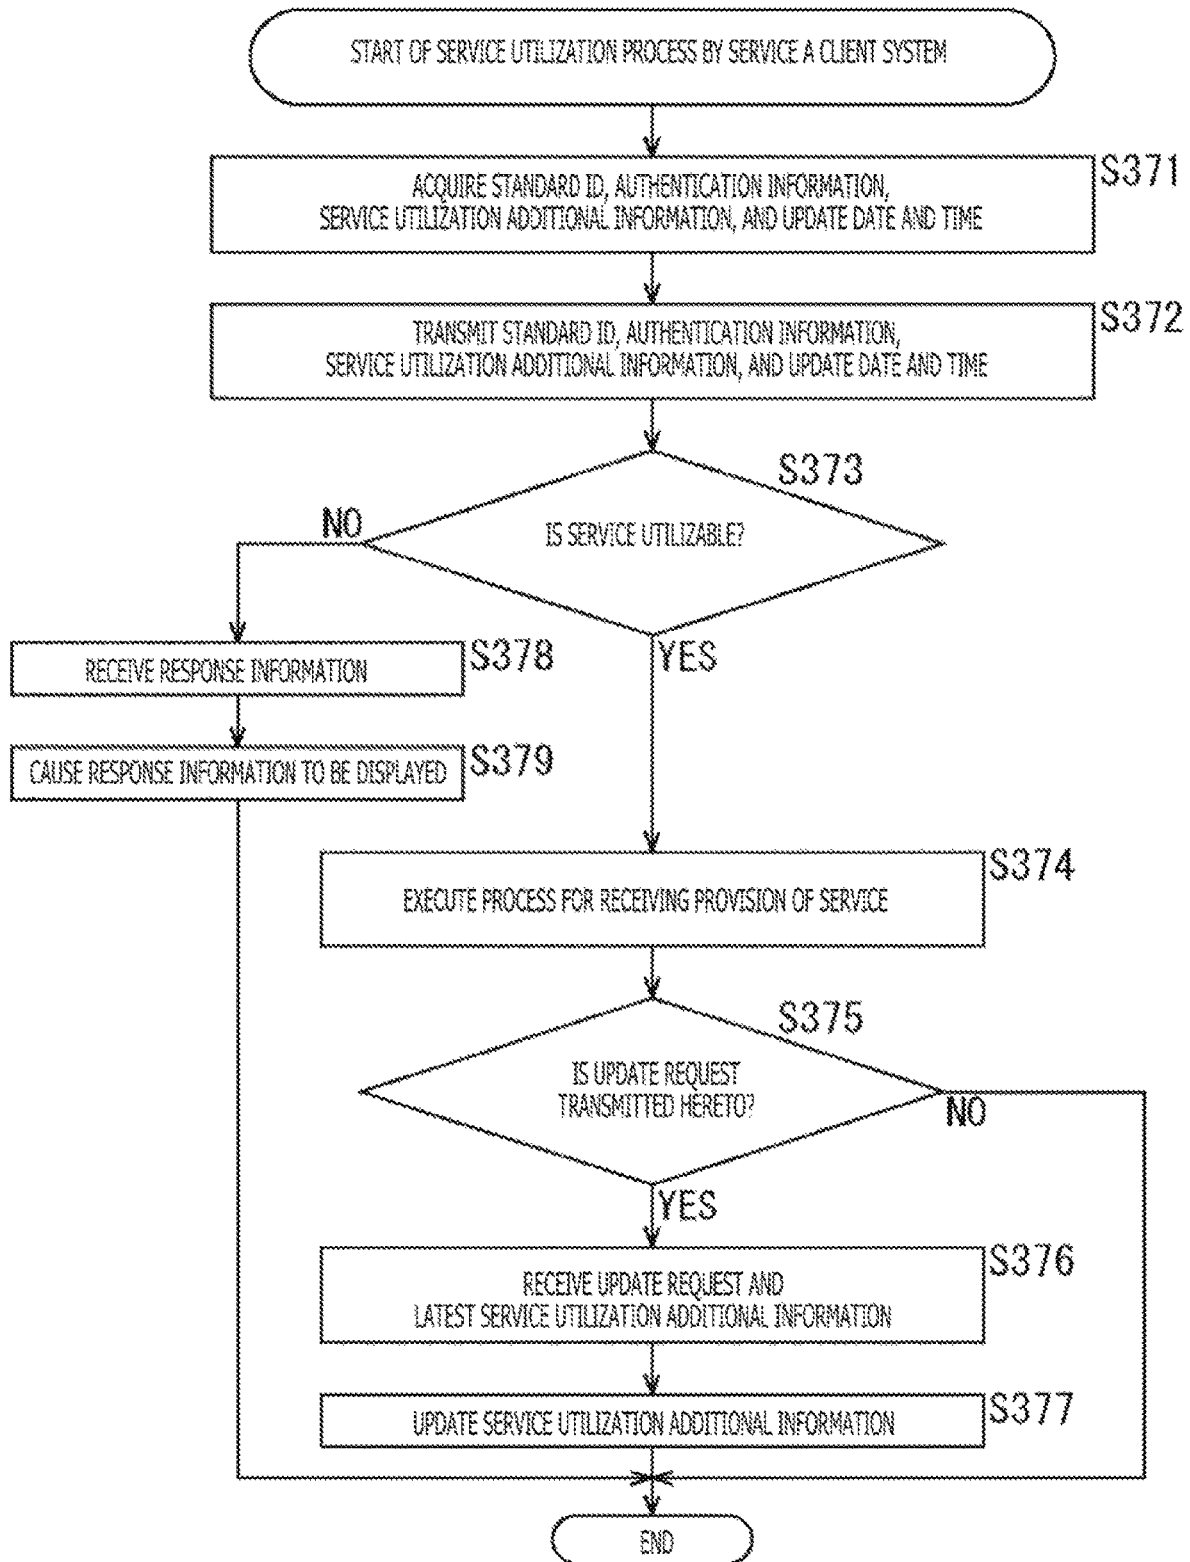 START OF SERVICE UTILIZATION PROCESS BY SERVICE A CLIENT SYSTEM
S371
ACQUIRE STANDARD ID, AUTHENTICATION INFORMATION,
SERVICE UTILIZATION ADDITIONAL INFORMATION, AND UPDATE DATE AND TIME
S372
TRANSMIT STANDARD ID, AUTHENTICATION INFORMATION,
SERVICE UTILIZATION ADDITIONAL INFORMATION, AND UPDATE DATE AND TIME
S373
IS SERVICE UTILIZABLE?
NO
YES
S378
RECEIVE RESPONSE INFORMATION
S379
CAUSE RESPONSE INFORMATION TO BE DISPLAYED
S374
EXECUTE PROCESS FOR RECEIVING PROVISION OF SERVICE
S375
IS UPDATE REQUEST
TRANSMITTED HERETO?
NO
YES
S376
RECEIVE UPDATE REQUEST AND
LATEST SERVICE UTILIZATION ADDITIONAL INFORMATION
S377
UPDATE SERVICE UTILIZATION ADDITIONAL INFORMATION
END